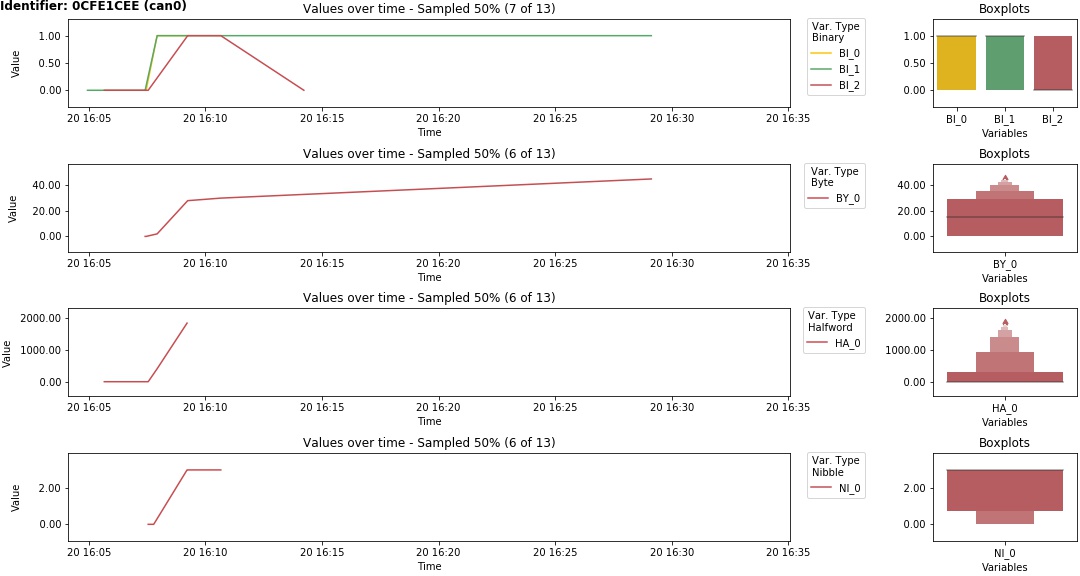 Identifier: 0CFE1CEE (can0)
Values over time - Sampled 50% (7 of 13)
Boxplots
1.00
0.50
0.00
Value
20 16:05 20 16:10 20 16:15 20 16:20 20 16:25 20 16:30 20 16:35
Time
Var. Type
Binary
BI_0
BI_1
BI_2
1.00
0.50
0.00
BI_0 BI_1 BI_2
Variables
Values over time - Sampled 50% (6 of 13)
Boxplots
40.00
20.00
0.00
Value
20 16:05 20 16:10 20 16:15 20 16:20 20 16:25 20 16:30 20 16:35
Time
Var. Type
Byte
BY_0
40.00
20.00
0.00
BY_0
Variables
Values over time - Sampled 50% (6 of 13)
Boxplots
2000.00
1000.00
0.00
Value
20 16:05 20 16:10 20 16:15 20 16:20 20 16:25 20 16:30 20 16:35
Time
Var. Type
Halfword
HA_0
2000.00
1000.00
0.00
HA_0
Variables
Values over time - Sampled 50% (6 of 13)
Boxplots
2.00
0.00
Value
20 16:05 20 16:10 20 16:15 20 16:20 20 16:25 20 16:30 20 16:35
Time
Var. Type
Nibble
NI_0
2.00
0.00
NI_0
Variables